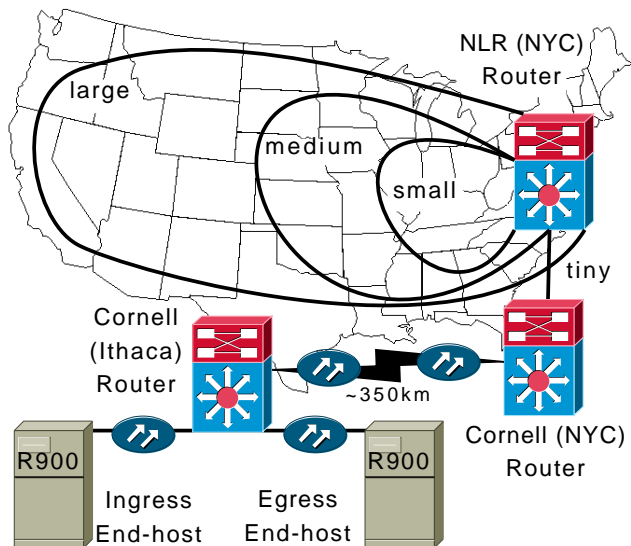 NLR (NYC)
Router
large
medium
small
tiny
Cornell
(Ithaca)
Router
~350km
Cornell (NYC)
Router
R900
R900
Ingress
End-host
Egress
End-host